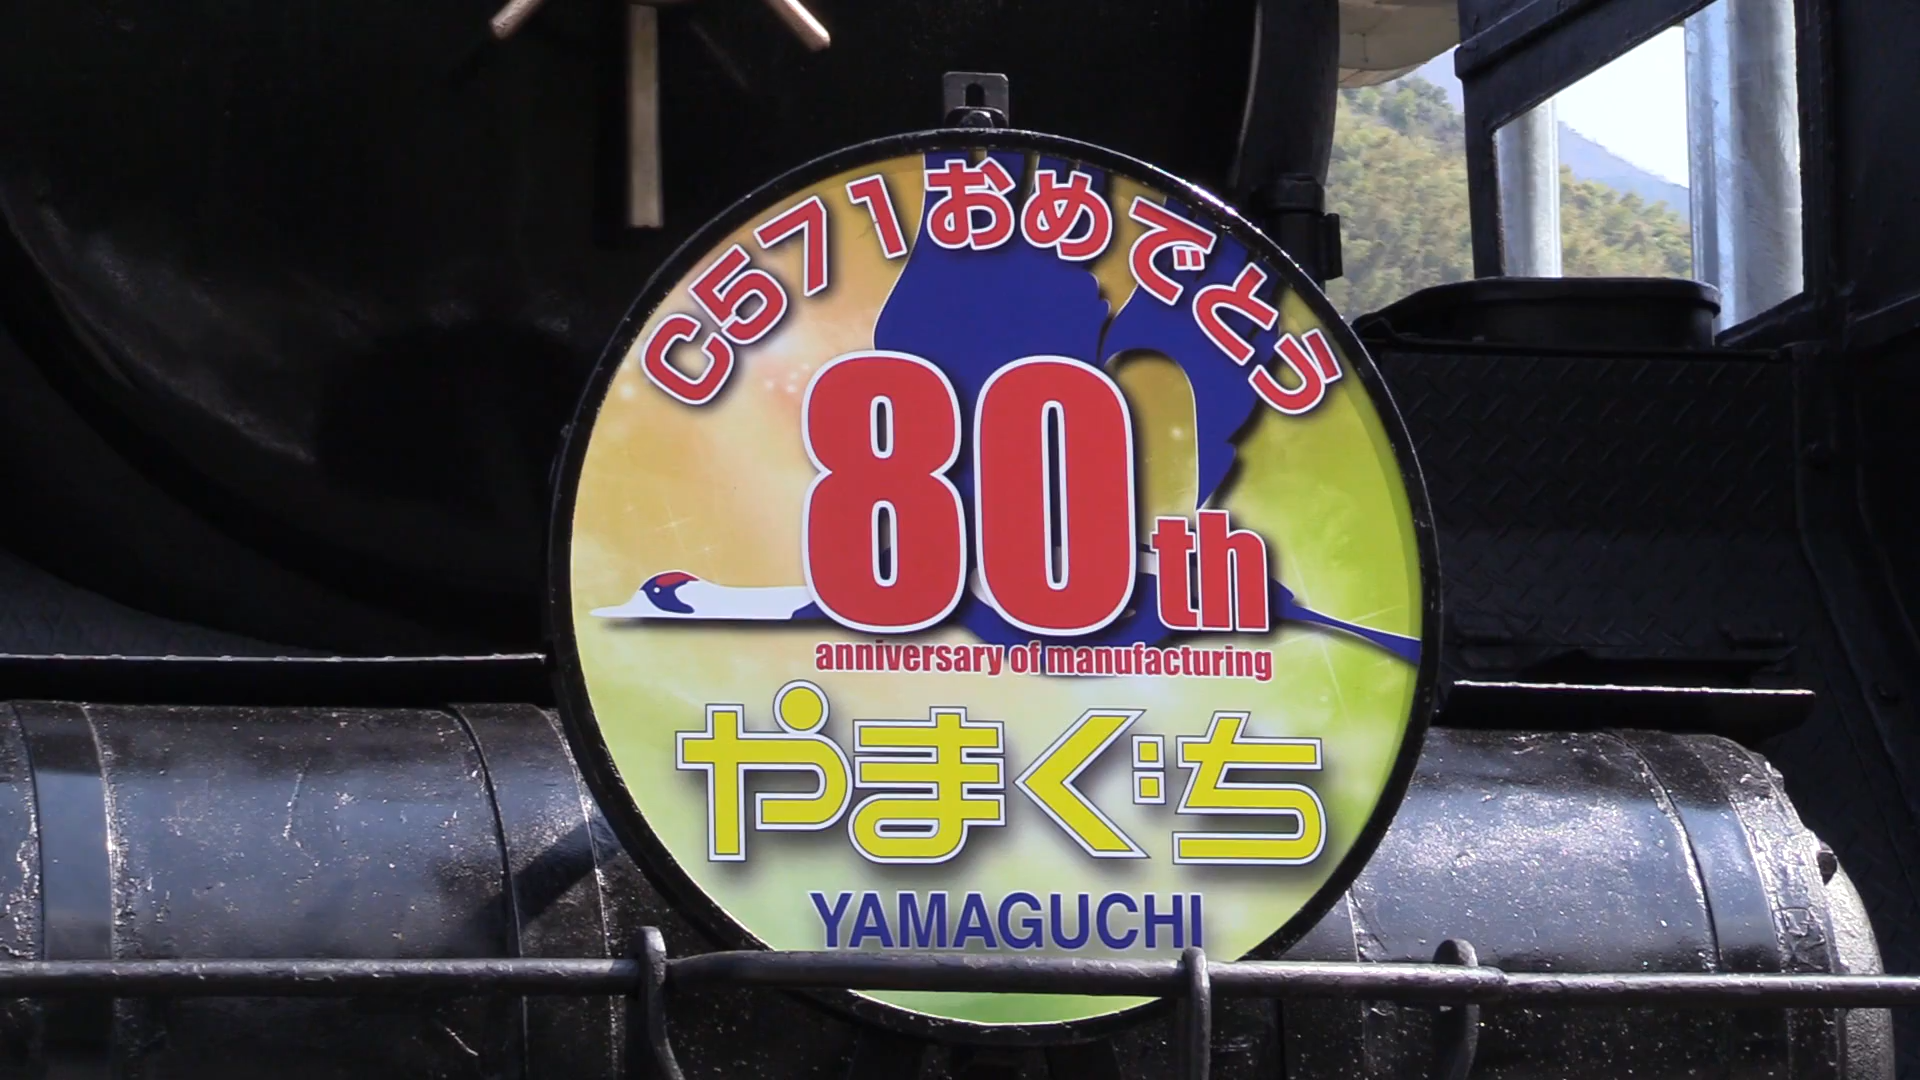 C571おめでとう
80th
anniversary of manufacturing
やまぐち
YAMAGUCHI